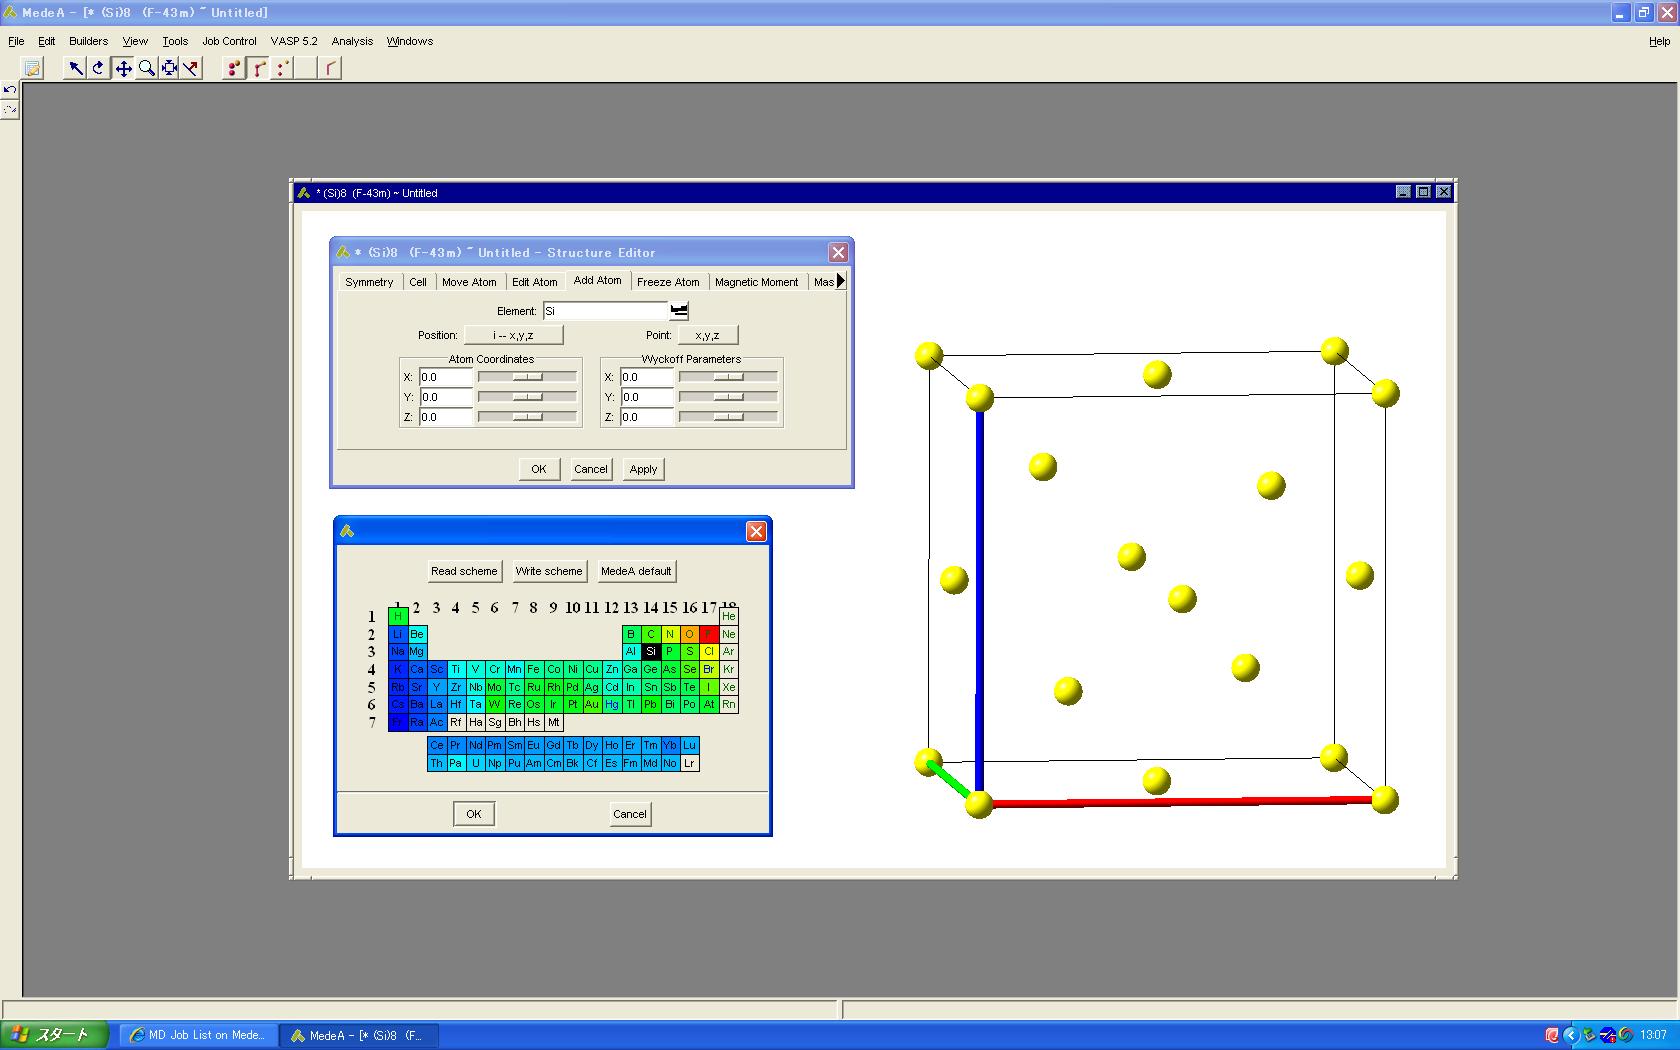 MedeA - [* (Si)8 (F-43m) ~ Untitled]
File Edit Builders View Tools Job Control VASP 5.2 Analysis Windows Help
* (Si)8 (F-43m) ~ Untitled
* (Si)8 (F-43m) ~ Untitled - Structure Editor
Symmetry Cell Move Atom Edit Atom Add Atom Freeze Atom Magnetic Moment Mas
Element: Si
Position: i -- x,y,z Point: x,y,z
Atom Coordinates Wyckoff Parameters
X: 0.0 X: 0.0
Y: 0.0 Y: 0.0
Z: 0.0 Z: 0.0
OK Cancel Apply
Read scheme Write scheme MedeA default
1 2 3 4 5 6 7 8 9 10 11 12 13 14 15 16 17 18
1 H He
2 Li Be B C N O F Ne
3 Na Mg Al Si P S Cl Ar
4 K Ca Sc Ti V Cr Mn Fe Co Ni Cu Zn Ga Ge As Se Br Kr
5 Rb Sr Y Zr Nb Mo Tc Ru Rh Pd Ag Cd In Sn Sb Te I Xe
6 Cs Ba La Hf Ta W Re Os Ir Pt Au Hg Tl Pb Bi Po At Rn
7 Fr Ra Ac Rf Ha Sg Bh Hs Mt
Ce Pr Nd Pm Sm Eu Gd Tb Dy Ho Er Tm Yb Lu
Th Pa U Np Pu Am Cm Bk Cf Es Fm Md No Lr
OK Cancel
スタート MD Job List on Mede... MedeA - [* (Si)8 (F... 13:07